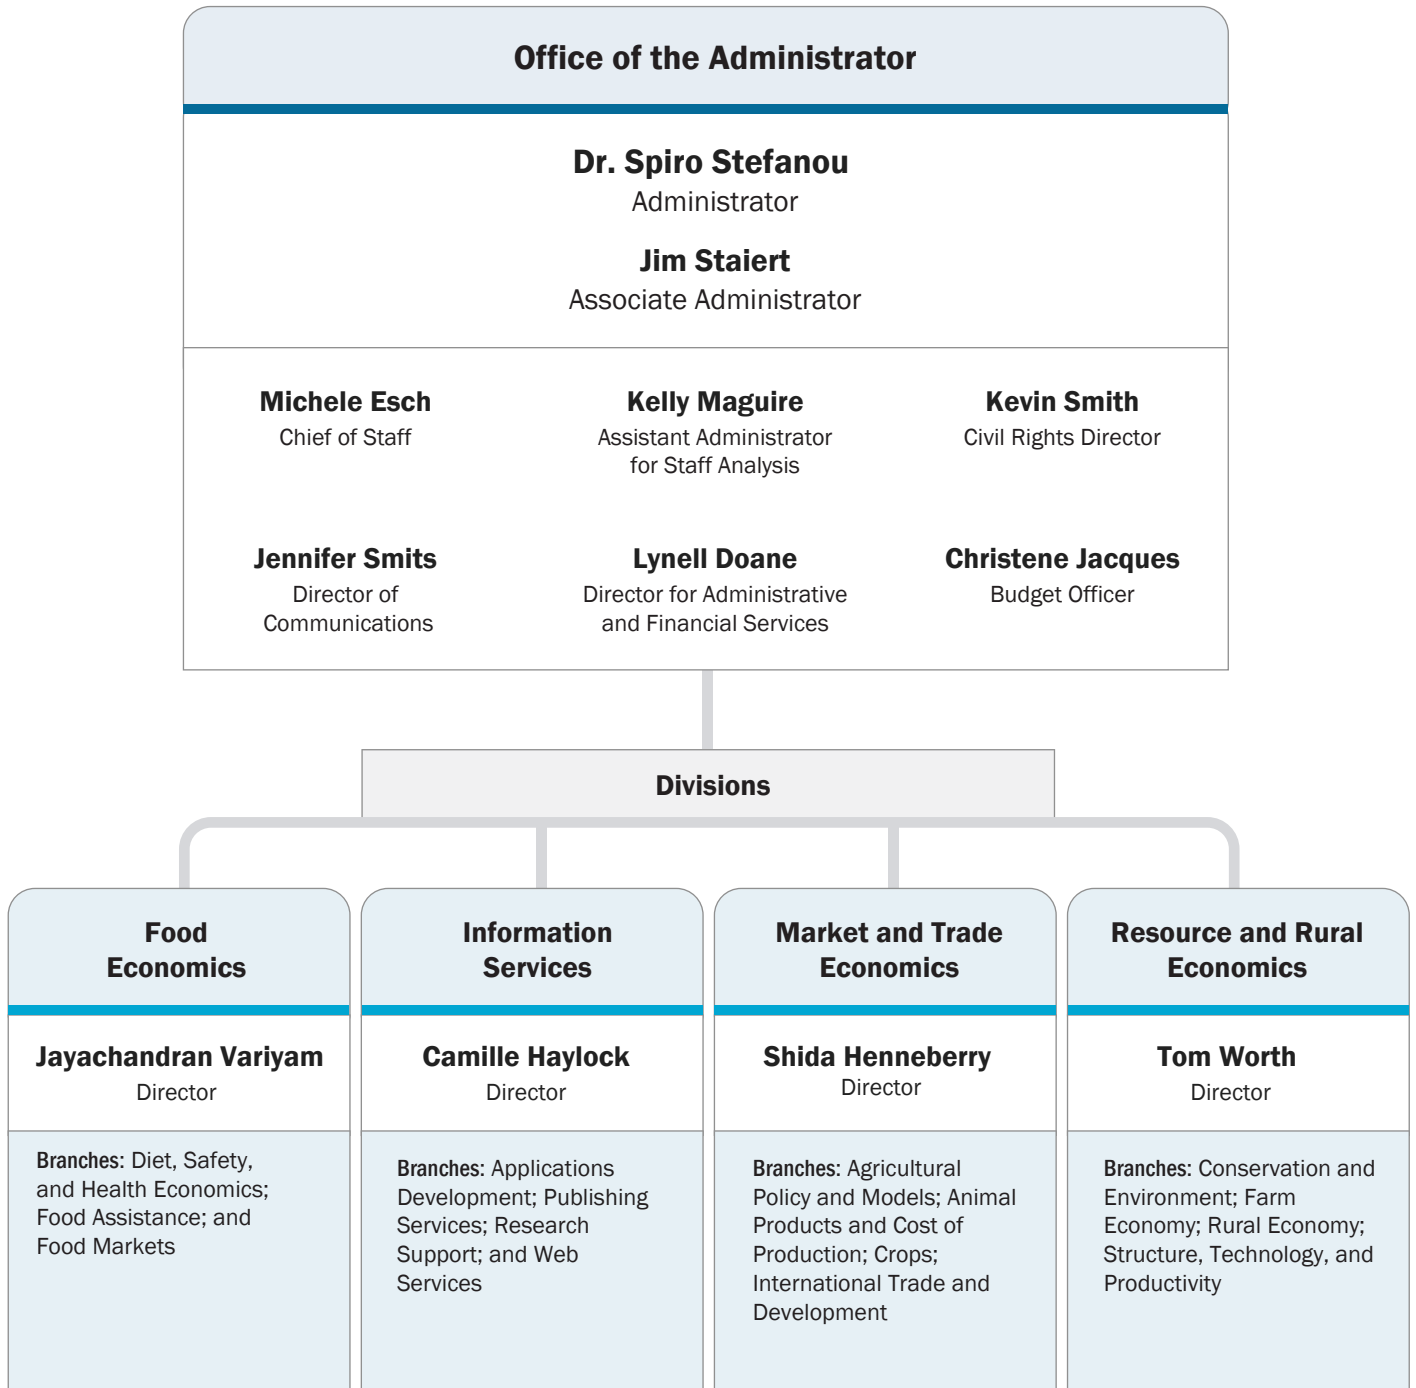 Office of the Administrator
Dr. Spiro Stefanou
Administrator
Jim Staiert
Associate Administrator
Michele Esch
Chief of Staff
Kelly Maguire
Assistant Administrator
for Staff Analysis
Kevin Smith
Civil Rights Director
Jennifer Smits
Director of
Communications
Lynell Doane
Director for Administrative
and Financial Services
Christene Jacques
Budget Officer
Divisions
Food
Economics
Jayachandran Variyam
Director
Branches: Diet, Safety,
and Health Economics;
Food Assistance; and
Food Markets
Information
Services
Camille Haylock
Director
Branches: Applications
Development; Publishing
Services; Research
Support; and Web
Services
Market and Trade
Economics
Shida Henneberry
Director
Branches: Agricultural
Policy and Models; Animal
Products and Cost of
Production; Crops;
International Trade and
Development
Resource and Rural
Economics
Tom Worth
Director
Branches: Conservation and
Environment; Farm
Economy; Rural Economy;
Structure, Technology, and
Productivity